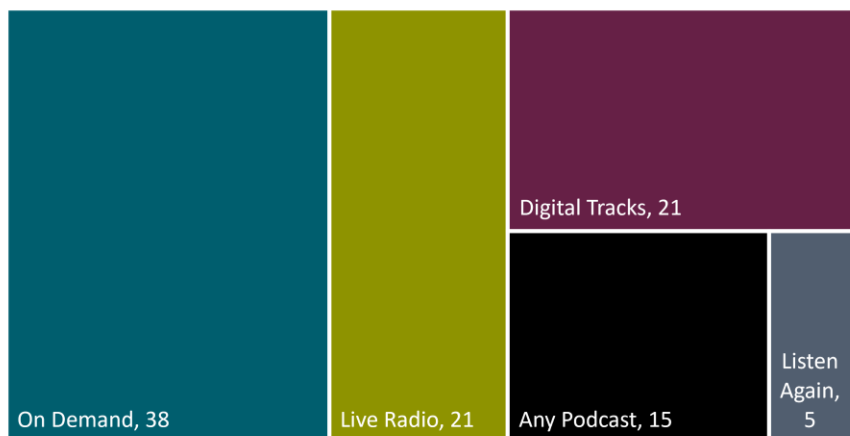 On Demand, 38
Live Radio, 21
Digital Tracks, 21
Any Podcast, 15
Listen
Again,
5